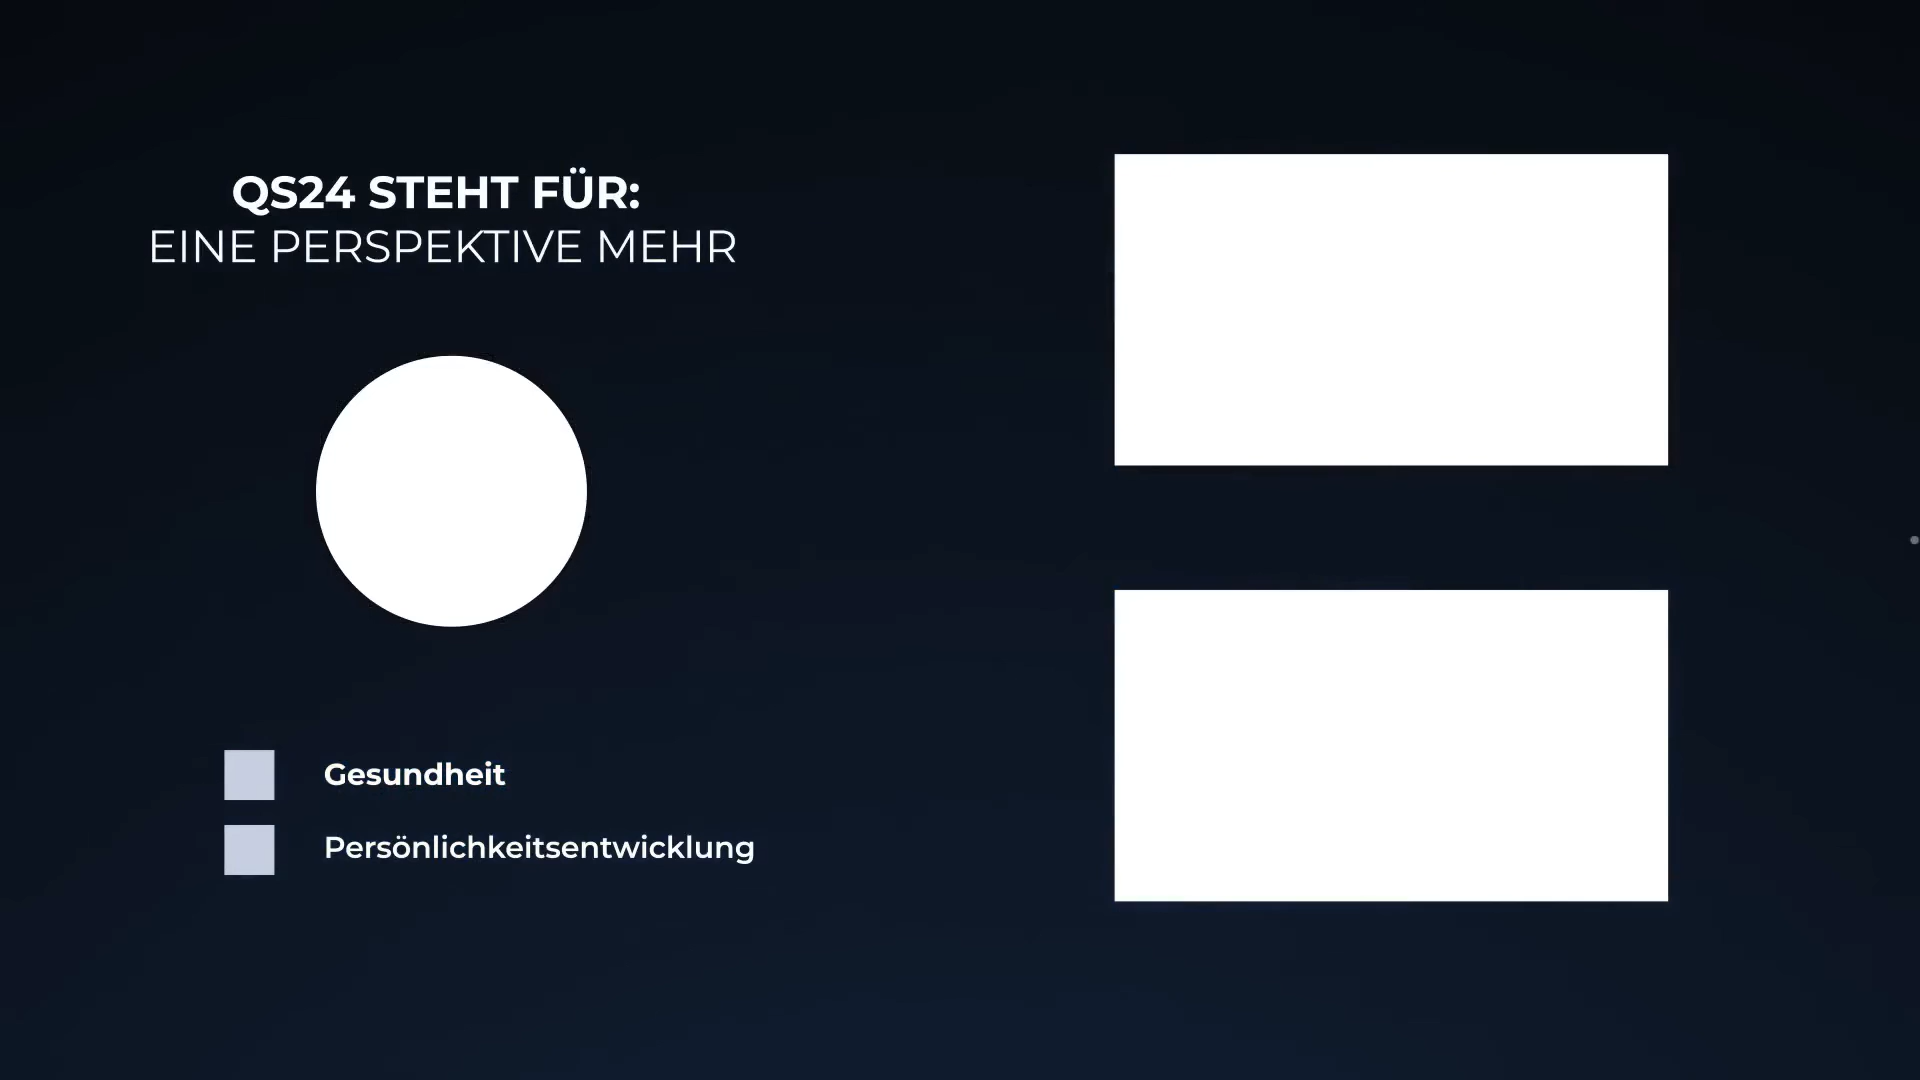 QS24 STEHT FÜR:
EINE PERSPEKTIVE MEHR
Gesundheit
Persönlichkeitsentwicklung